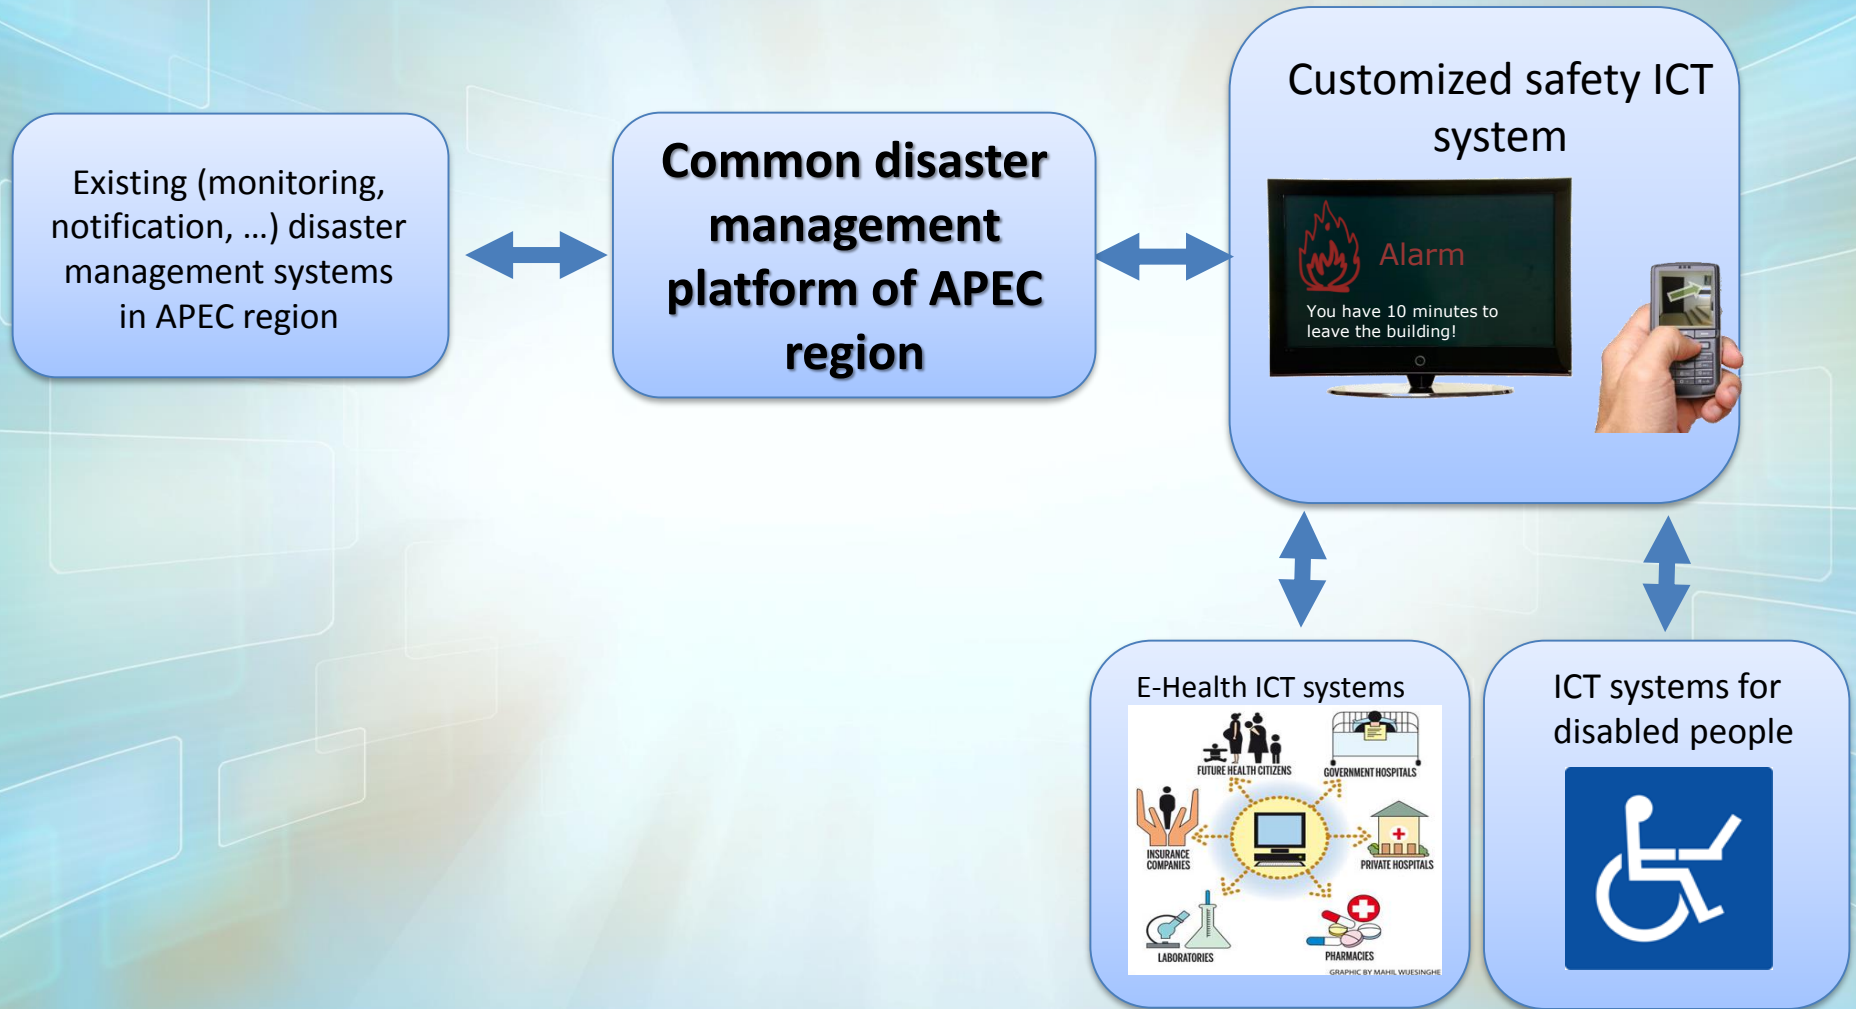 Existing (monitoring,
notification, ...) disaster
management systems
in APEC region
Common disaster
management
platform of APEC
region
Customized safety ICT
system
Alarm
You have 10 minutes to
leave the building!
E-Health ICT systems
FUTURE HEALTH CITIZENS
GOVERNMENT HOSPITALS
INSURANCE
COMPANIES
PRIVATE HOSPITALS
LABORATORIES
PHARMACIES
GRAPHIC BY MAHIL WUESINGHE
ICT systems for
disabled people